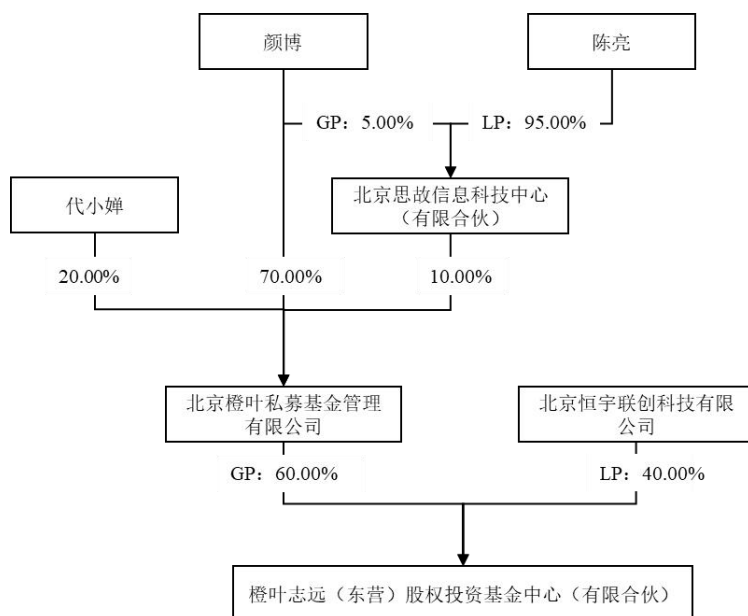 颜博
陈亮
GP：5.00%
LP：95.00%
代小婵
北京思故信息科技中心
（有限合伙）
20.00%
70.00%
10.00%
北京橙叶私募基金管理
有限公司
北京恒宇联创科技有限
公司
GP：60.00%
LP：40.00%
橙叶志远（东营）股权投资基金中心（有限合伙）